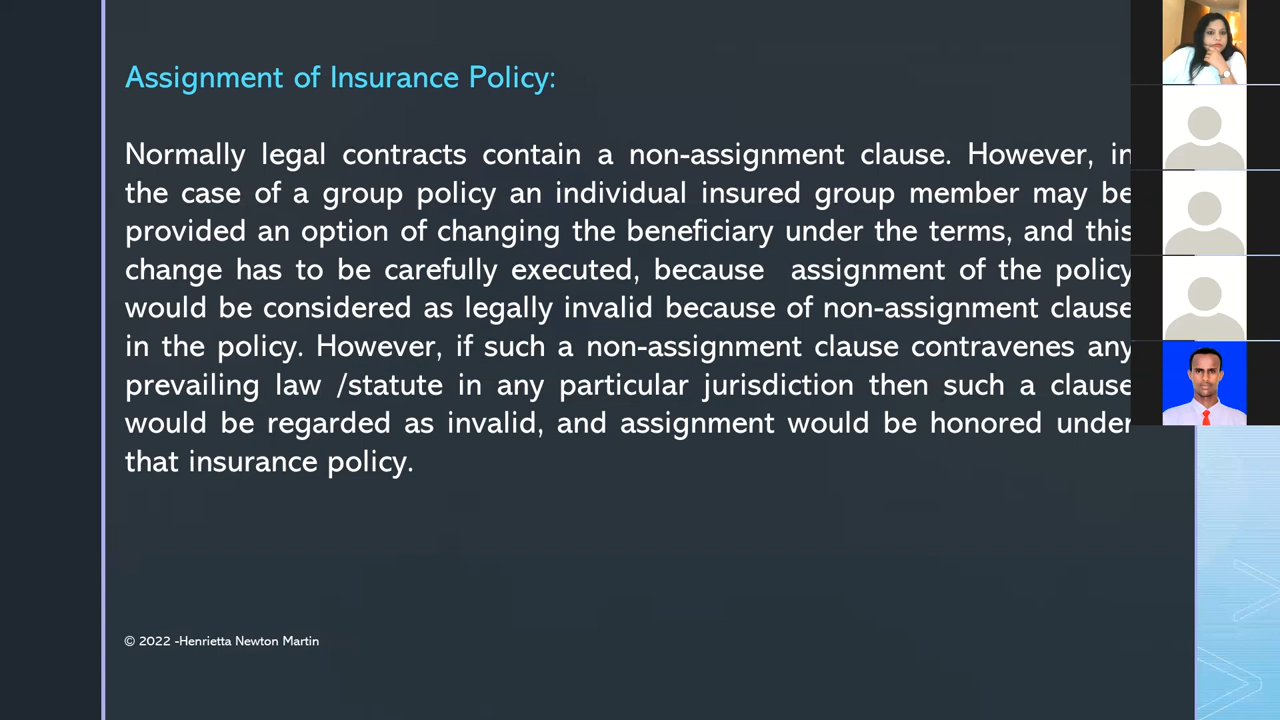 Assignment of Insurance Policy:
Normally legal contracts contain a non-assignment clause. However, in
the case of a group policy an individual insured group member may be
provided an option of changing the beneficiary under the terms, and this
change has to be carefully executed, because  assignment of the policy
would be considered as legally invalid because of non-assignment clause
in the policy. However, if such a non-assignment clause contravenes any
prevailing law /statute in any particular jurisdiction then such a clause
would be regarded as invalid, and assignment would be honored under
that insurance policy.
© 2022 -Henrietta Newton Martin